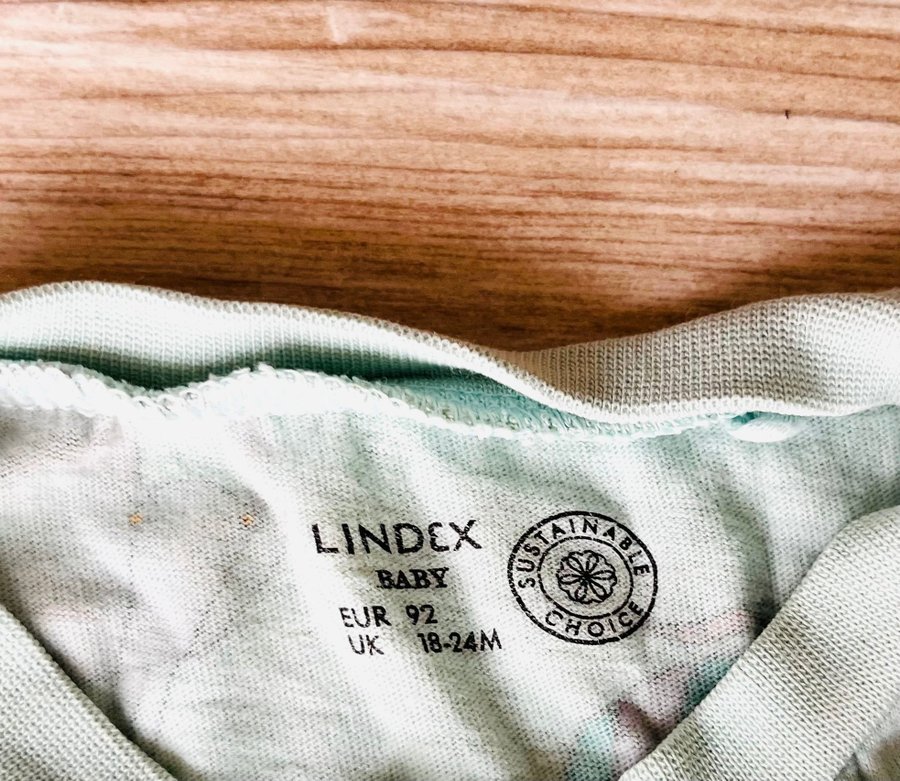 LINDEX
BABY
EUR 92
UK 18-24M
SUSTAINABLE
CHOICE